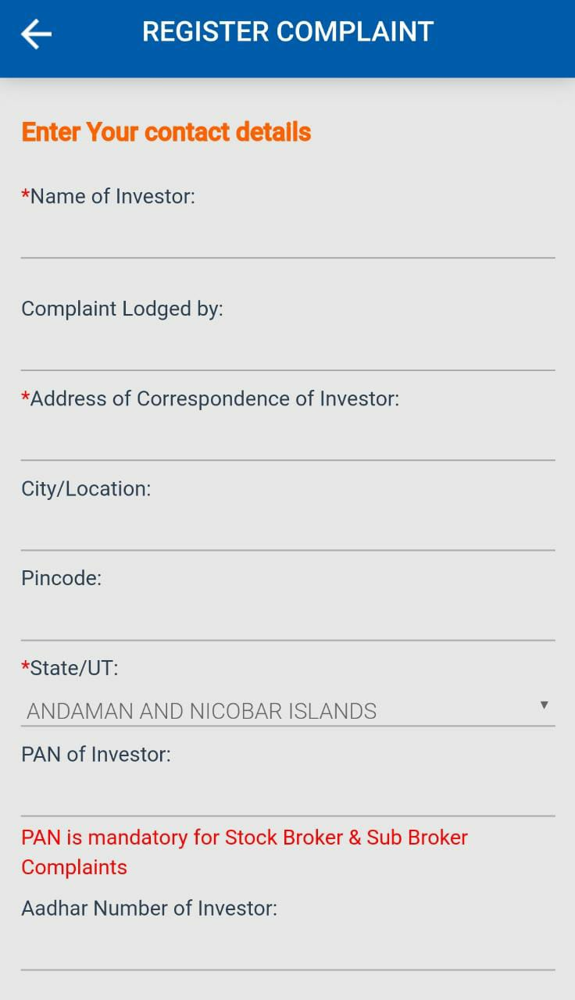 REGISTER COMPLAINT
Enter Your contact details
*Name of Investor:
Complaint Lodged by:
*Address of Correspondence of Investor:
City/Location:
Pincode:
*State/UT:
ANDAMAN AND NICOBAR ISLANDS
PAN of Investor:
PAN is mandatory for Stock Broker & Sub Broker
Complaints
Aadhar Number of Investor: